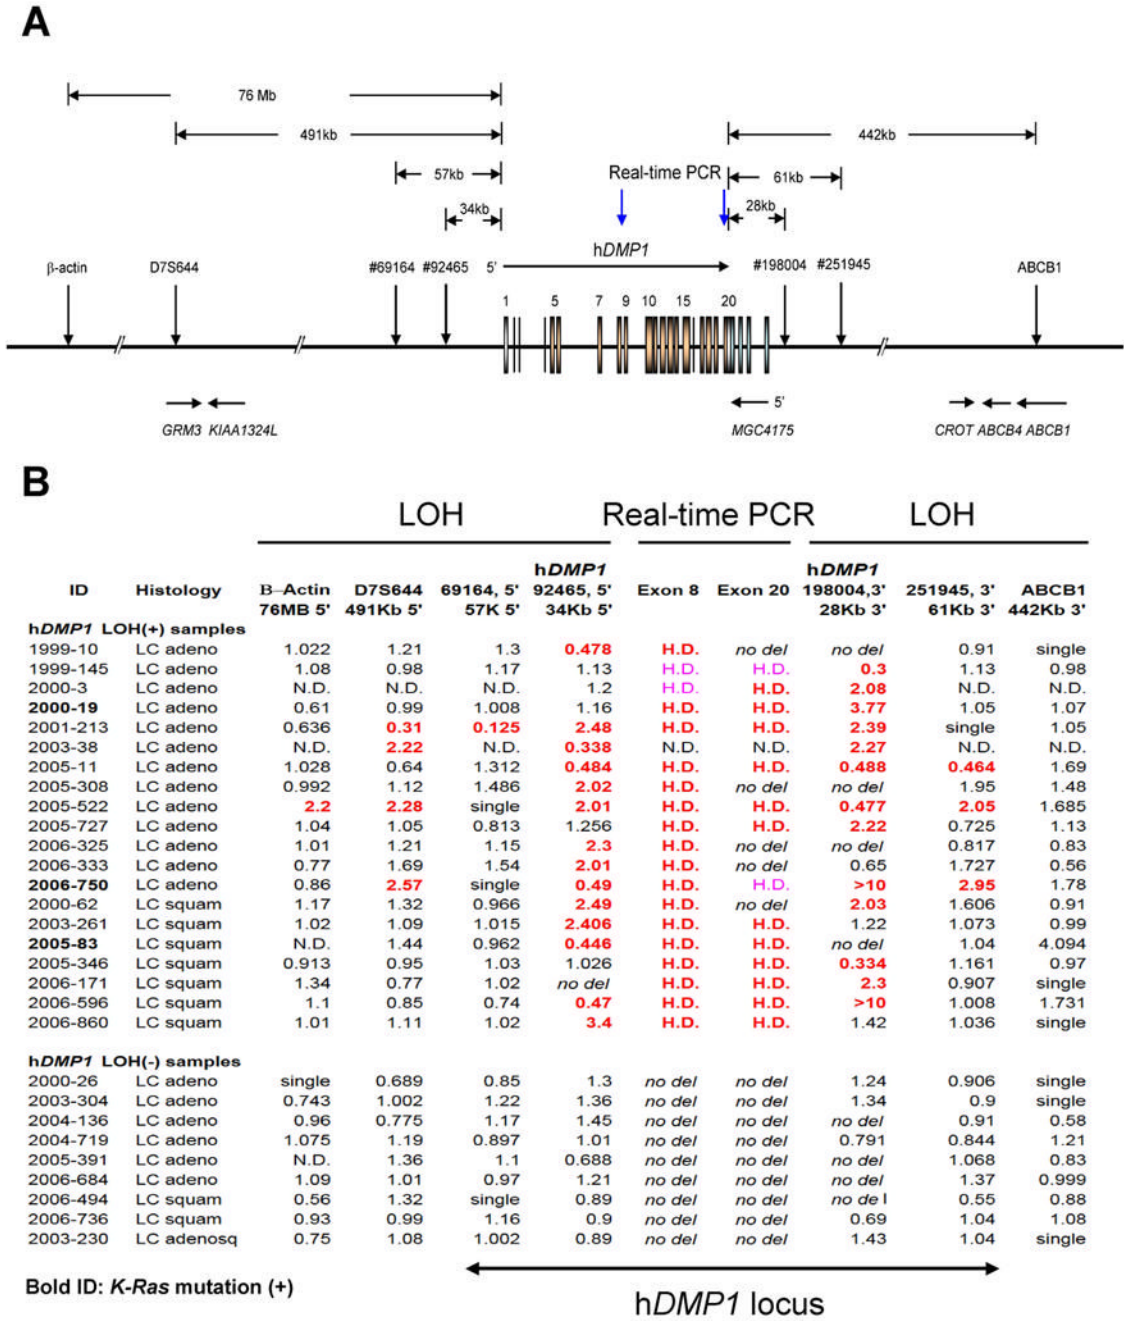 A
76 Mb
491kb
442kb
57kb
Real-time PCR
61kb
34kb
28kb
hDMP1
β-actin D7S644 #69164 #92465 5' #198004 #251945 ABCB1
1 5 7 9 10 15 20
5'
GRM3 KIAA1324L MGC4175 CROT ABCB4 ABCB1
B
LOH Real-time PCR LOH
hDMP1 hDMP1
ID Histology B–Actin D7S644 69164, 5' 92465, 5' Exon 8 Exon 20 198004,3' 251945, 3' ABCB1
76MB 5' 491Kb 5' 57K 5' 34Kb 5' 28Kb 3' 61Kb 3' 442Kb 3'
hDMP1 LOH(+) samples
1999-10 LC adeno 1.022 1.21 1.3 0.478 H.D. no del no del 0.91 single
1999-145 LC adeno 1.08 0.98 1.17 1.13 H.D. H.D. 0.3 1.13 0.98
2000-3 LC adeno N.D. N.D. N.D. 1.2 H.D. H.D. 2.08 N.D. N.D.
2000-19 LC adeno 0.61 0.99 1.008 1.16 H.D. H.D. 3.77 1.05 1.07
2001-213 LC adeno 0.636 0.31 0.125 2.48 H.D. H.D. 2.39 single 1.05
2003-38 LC adeno N.D. 2.22 N.D. 0.338 N.D. N.D. 2.27 N.D. N.D.
2005-11 LC adeno 1.028 0.64 1.312 0.484 H.D. H.D. 0.488 0.464 1.69
2005-308 LC adeno 0.992 1.12 1.486 2.02 H.D. no del no del 1.95 1.48
2005-522 LC adeno 2.2 2.28 single 2.01 H.D. H.D. 0.477 2.05 1.685
2005-727 LC adeno 1.04 1.05 0.813 1.256 H.D. H.D. 2.22 0.725 1.13
2006-325 LC adeno 1.01 1.21 1.15 2.3 H.D. no del no del 0.817 0.83
2006-333 LC adeno 0.77 1.69 1.54 2.01 H.D. no del 0.65 1.727 0.56
2006-750 LC adeno 0.86 2.57 single 0.49 H.D. H.D. >10 2.95 1.78
2000-62 LC squam 1.17 1.32 0.966 2.49 H.D. no del 2.03 1.606 0.91
2003-261 LC squam 1.02 1.09 1.015 2.406 H.D. H.D. 1.22 1.073 0.99
2005-83 LC squam N.D. 1.44 0.962 0.446 H.D. H.D. no del 1.04 4.094
2005-346 LC squam 0.913 0.95 1.03 1.026 H.D. H.D. 0.334 1.161 0.97
2006-171 LC squam 1.34 0.77 1.02 no del H.D. H.D. 2.3 0.907 single
2006-596 LC squam 1.1 0.85 0.74 0.47 H.D. H.D. >10 1.008 1.731
2006-860 LC squam 1.01 1.11 1.02 3.4 H.D. H.D. 1.42 1.036 single
hDMP1 LOH(-) samples
2000-26 LC adeno single 0.689 0.85 1.3 no del no del 1.24 0.906 single
2003-304 LC adeno 0.743 1.002 1.22 1.36 no del no del 1.34 0.9 single
2004-136 LC adeno 0.96 0.775 1.17 1.45 no del no del no del 0.91 0.58
2004-719 LC adeno 1.075 1.19 0.897 1.01 no del no del 0.791 0.844 1.21
2005-391 LC adeno N.D. 1.36 1.1 0.688 no del no del no del 1.068 0.83
2006-684 LC adeno 1.09 1.01 0.97 1.21 no del no del no del 1.37 0.999
2006-494 LC squam 0.56 1.32 single 0.89 no del no del no de l 0.55 0.88
2006-736 LC squam 0.93 0.99 1.16 0.9 no del no del 0.69 1.04 1.08
2003-230 LC adenosq 0.75 1.08 1.002 0.89 no del no del 1.43 1.04 single
Bold ID: K-Ras mutation (+)
hDMP1 locus